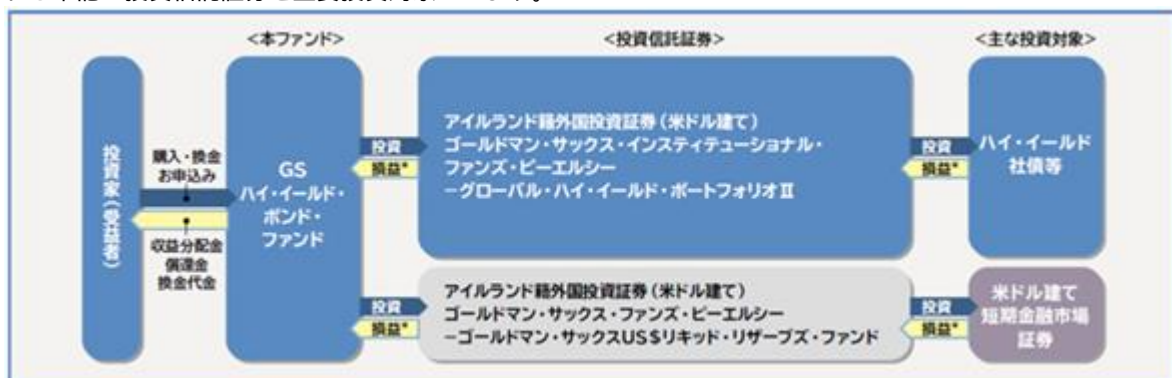 <本ファンド>
<投資信託証券>
<主な投資対象>
投資家(受益者)
購入・換金
お申込み
収益分配金
償還金
換金代金
GS
ハイ・イールド・
ボンド・
ファンド
投資
損益*
アイルランド籍外国投資証券(米ドル建て)
ゴールドマン・サックス・インスティテューショナル・
ファンズ・ピーエルシー
-グローバル・ハイ・イールド・ポートフォリオⅡ
投資
損益*
ハイ・イールド
社債等
投資
損益*
アイルランド籍外国投資証券(米ドル建て)
ゴールドマン・サックス・ファンズ・ピーエルシー
-ゴールドマン・サックスUS$リキッド・リザーブズ・ファンド
投資
損益*
米ドル建て
短期金融市場
証券